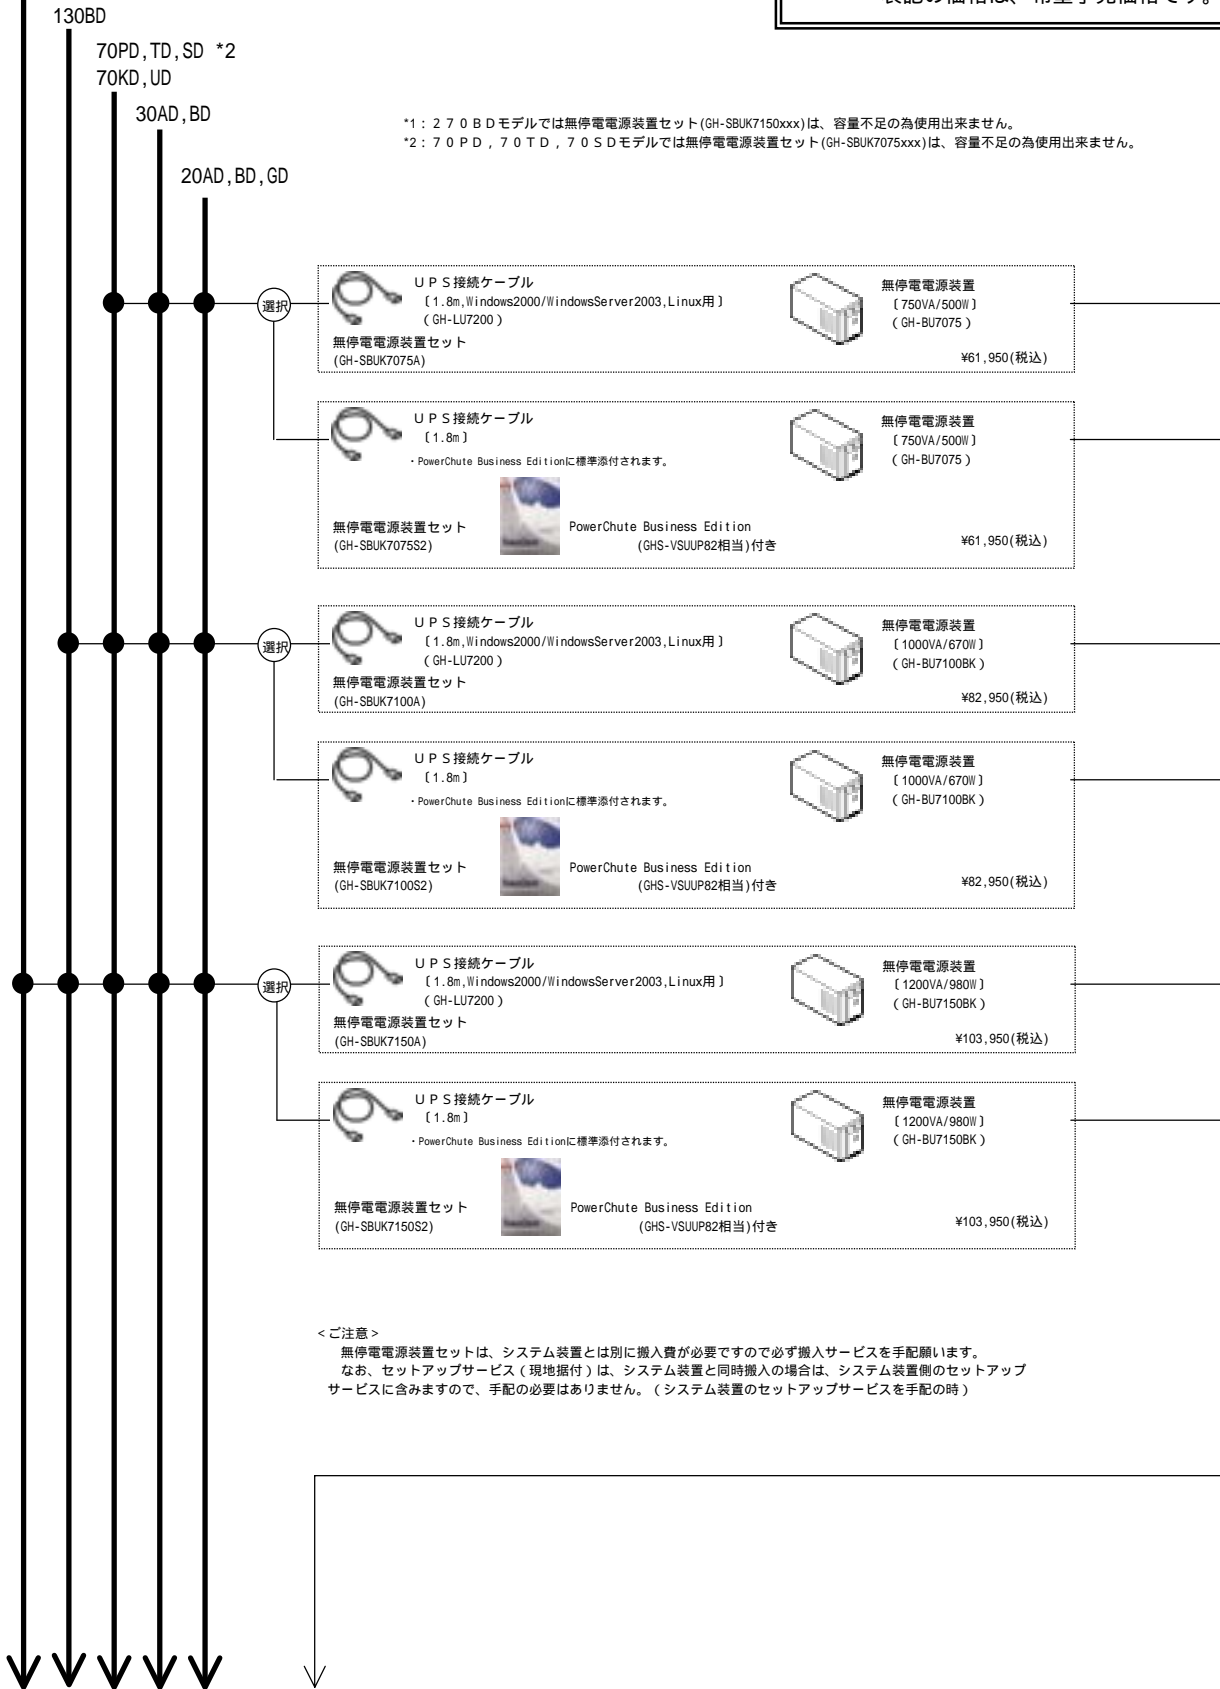 130BD
70PD,TD,SD *2
70KD,UD
30AD,BD
20AD,BD,GD
*1：２７０ＢＤモデルでは無停電電源装置セット(GH-SBUK7150xxx)は、容量不足の為使用出来ません。
*2：７０ＰＤ，７０ＴＤ，７０ＳＤモデルでは無停電電源装置セット(GH-SBUK7075xxx)は、容量不足の為使用出来ません。
選択
ＵＰＳ接続ケーブル
〔1.8m,Windows2000/WindowsServer2003,Linux用〕
（GH-LU7200）
無停電電源装置セット
(GH-SBUK7075A)
無停電電源装置
〔750VA/500W〕
（GH-BU7075）
¥61,950(税込)
ＵＰＳ接続ケーブル
〔1.8m〕
・PowerChute Business Editionに標準添付されます。
無停電電源装置セット
(GH-SBUK7075S2)
PowerChute Business Edition
(GHS-VSUUP82相当)付き
無停電電源装置
〔750VA/500W〕
（GH-BU7075）
¥61,950(税込)
選択
ＵＰＳ接続ケーブル
〔1.8m,Windows2000/WindowsServer2003,Linux用〕
（GH-LU7200）
無停電電源装置セット
(GH-SBUK7100A)
無停電電源装置
〔1000VA/670W〕
（GH-BU7100BK）
¥82,950(税込)
ＵＰＳ接続ケーブル
〔1.8m〕
・PowerChute Business Editionに標準添付されます。
無停電電源装置セット
(GH-SBUK7100S2)
PowerChute Business Edition
(GHS-VSUUP82相当)付き
無停電電源装置
〔1000VA/670W〕
（GH-BU7100BK）
¥82,950(税込)
選択
ＵＰＳ接続ケーブル
〔1.8m,Windows2000/WindowsServer2003,Linux用〕
（GH-LU7200）
無停電電源装置セット
(GH-SBUK7150A)
無停電電源装置
〔1200VA/980W〕
（GH-BU7150BK）
¥103,950(税込)
ＵＰＳ接続ケーブル
〔1.8m〕
・PowerChute Business Editionに標準添付されます。
無停電電源装置セット
(GH-SBUK7150S2)
PowerChute Business Edition
(GHS-VSUUP82相当)付き
無停電電源装置
〔1200VA/980W〕
（GH-BU7150BK）
¥103,950(税込)
＜ご注意＞
無停電電源装置セットは、システム装置とは別に搬入費が必要ですので必ず搬入サービスを手配願います。
なお、セットアップサービス（現地据付）は、システム装置と同時搬入の場合は、システム装置側のセットアップ
サービスに含みますので、手配の必要はありません。（システム装置のセットアップサービスを手配の時）